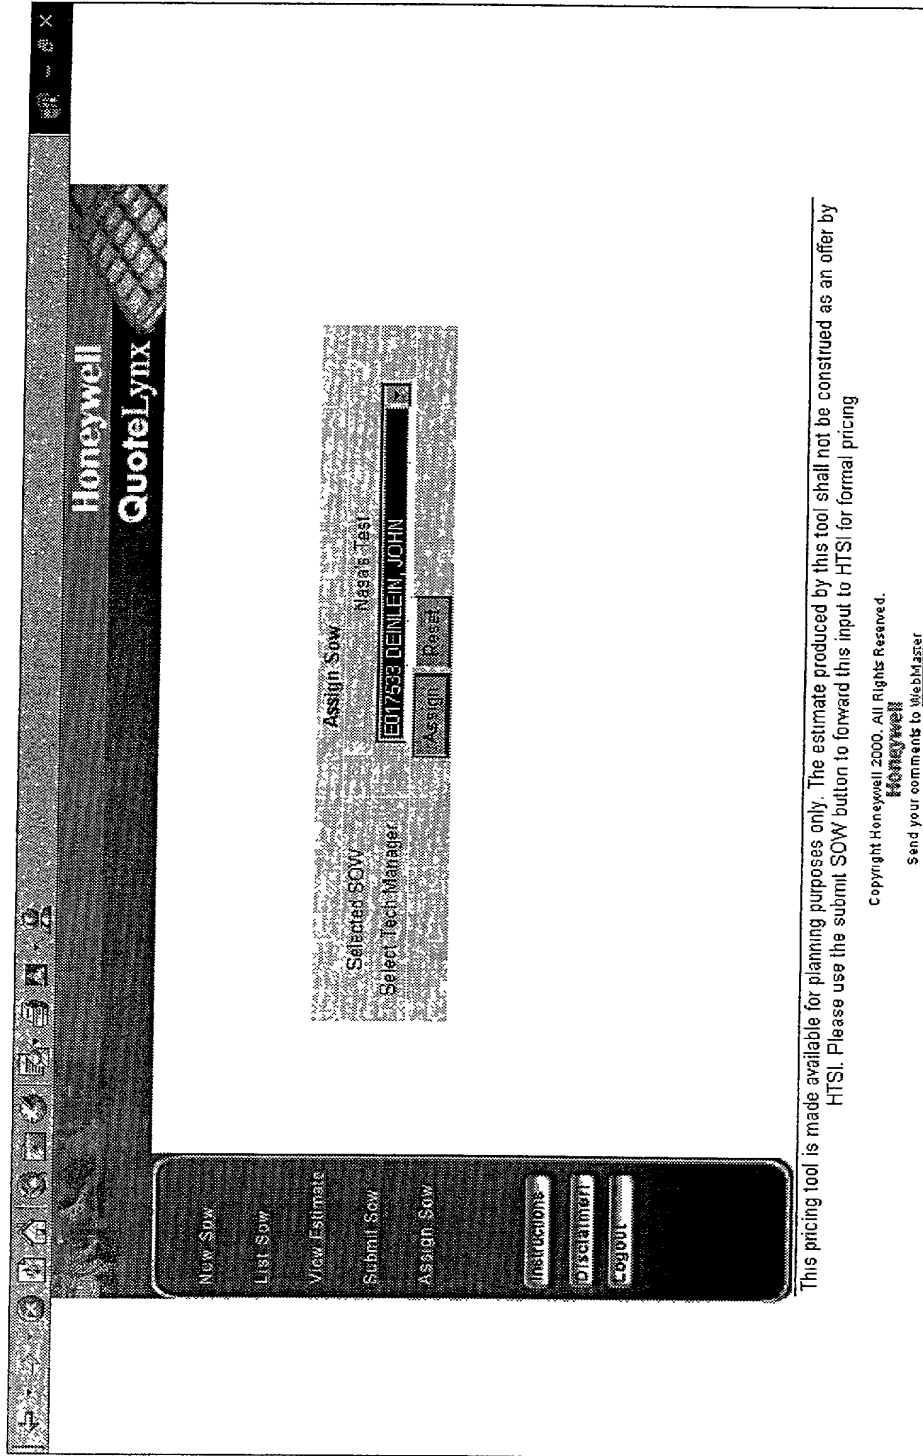 Honeywell
QuoteLynx
New Sow
List Sow
View Estimate
Submit Sow
Assign Sow
Instructions
Disclaimer!
Logout
Assign Sow
Selected SOW Nasa's Test
Select Tech Manager E017533 DEINLEIN, JOHN
Assign Reset
This pricing tool is made available for planning purposes only. The estimate produced by this tool shall not be construed as an offer by
HTSI. Please use the submit SOW button to forward this input to HTSI for formal pricing
Copyright Honeywell 2000. All Rights Reserved.
Honeywell
Send your comments to WebMaster